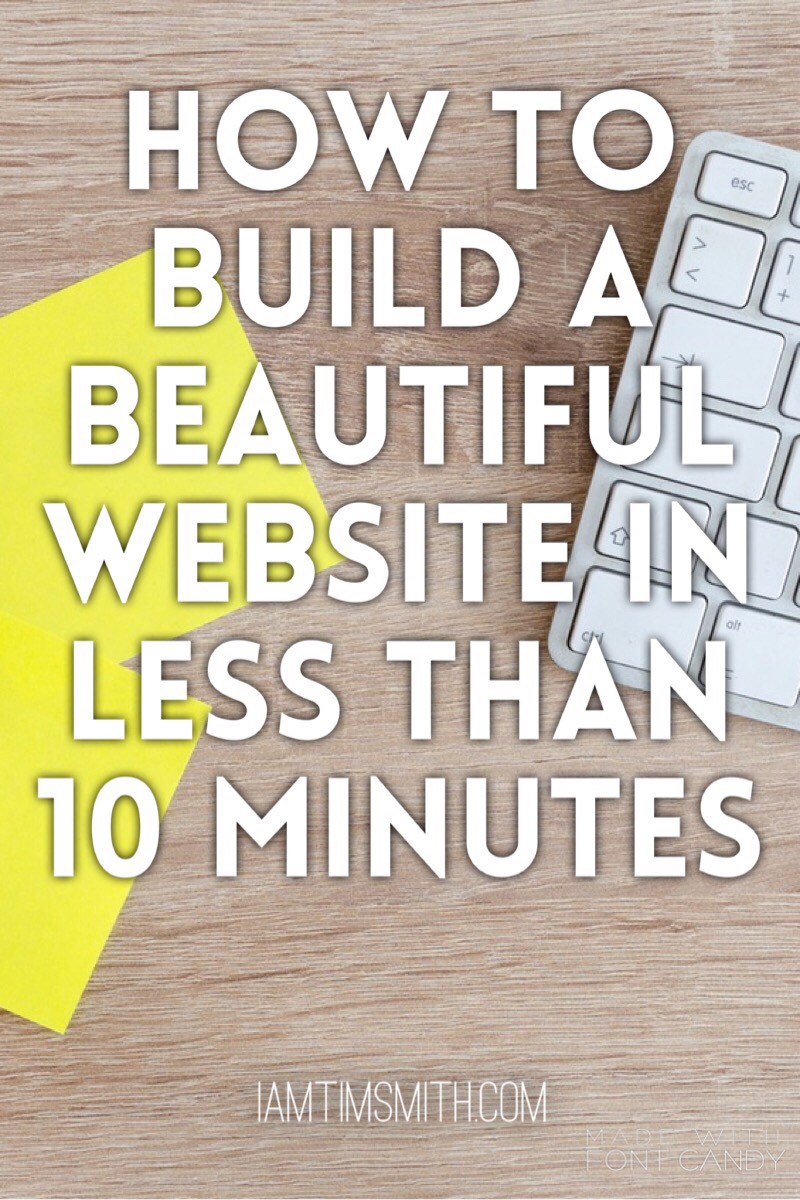 HOW TO
BUILD A
BEAUTIFUL
WEBSITE IN
LESS THAN
10 MINUTES
esc
>
<
1
+
ctrl
alt
IAMTIMSMITH.COM
MADE WITH
FONT CANDY